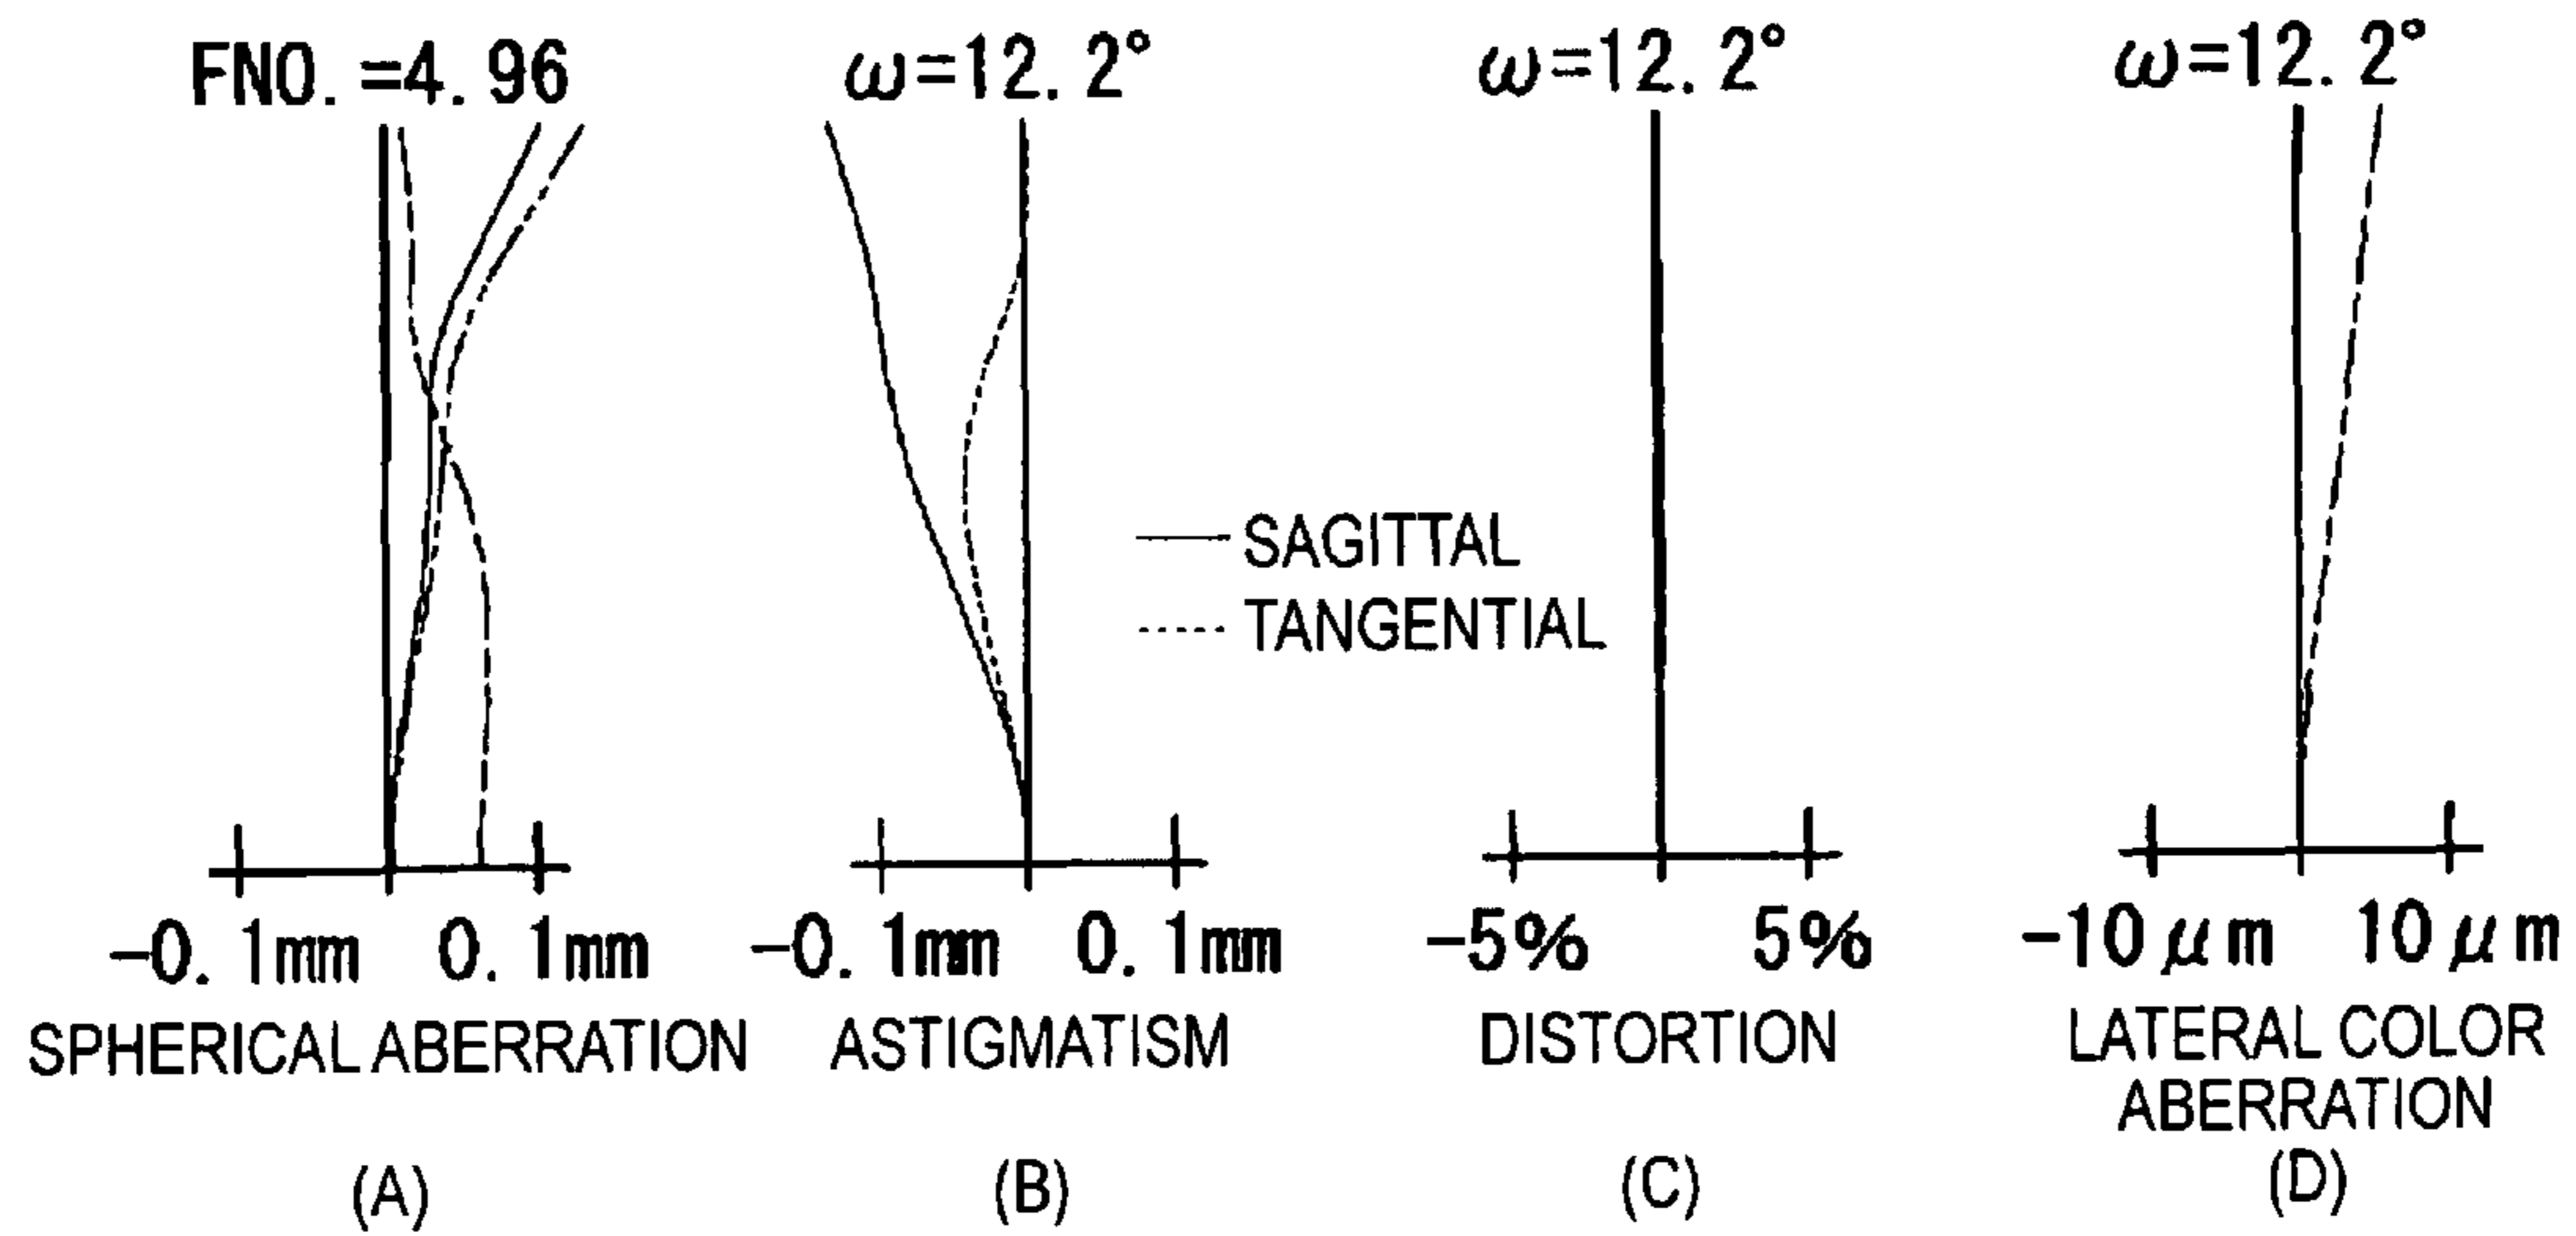 FNO. =4. 96
ω=12. 2°
ω=12. 2°
ω=12. 2°
SAGITTAL
TANGENTIAL
-0. 1mm 0. 1mm
-0. 1mm 0. 1mm
-5% 5%
-10μm 10μm
SPHERICAL ABERRATION
ASTIGMATISM
DISTORTION
LATERAL COLOR
ABERRATION
(A)
(B)
(C)
(D)